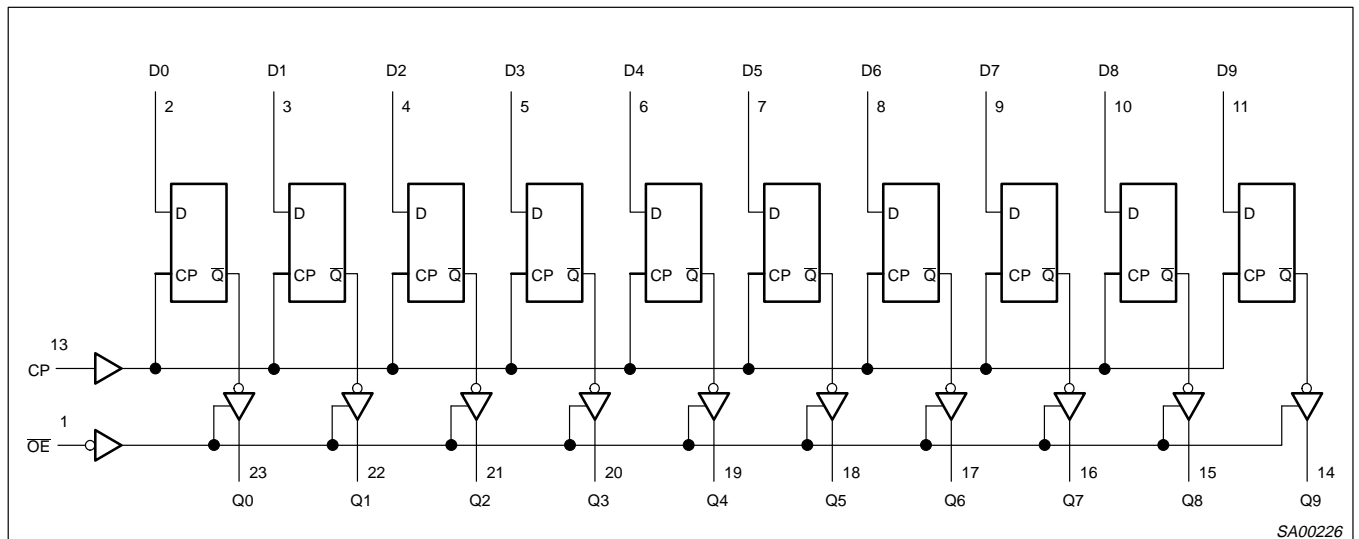 D0 D1 D2 D3 D4 D5 D6 D7 D8 D9
2 3 4 5 6 7 8 9 10 11
D D D D D D D D D D
CP Q̅ CP Q̅ CP Q̅ CP Q̅ CP Q̅ CP Q̅ CP Q̅ CP Q̅ CP Q̅ CP Q̅
13
CP
1
O̅E̅
23 22 21 20 19 18 17 16 15 14
Q0 Q1 Q2 Q3 Q4 Q5 Q6 Q7 Q8 Q9
SA00226